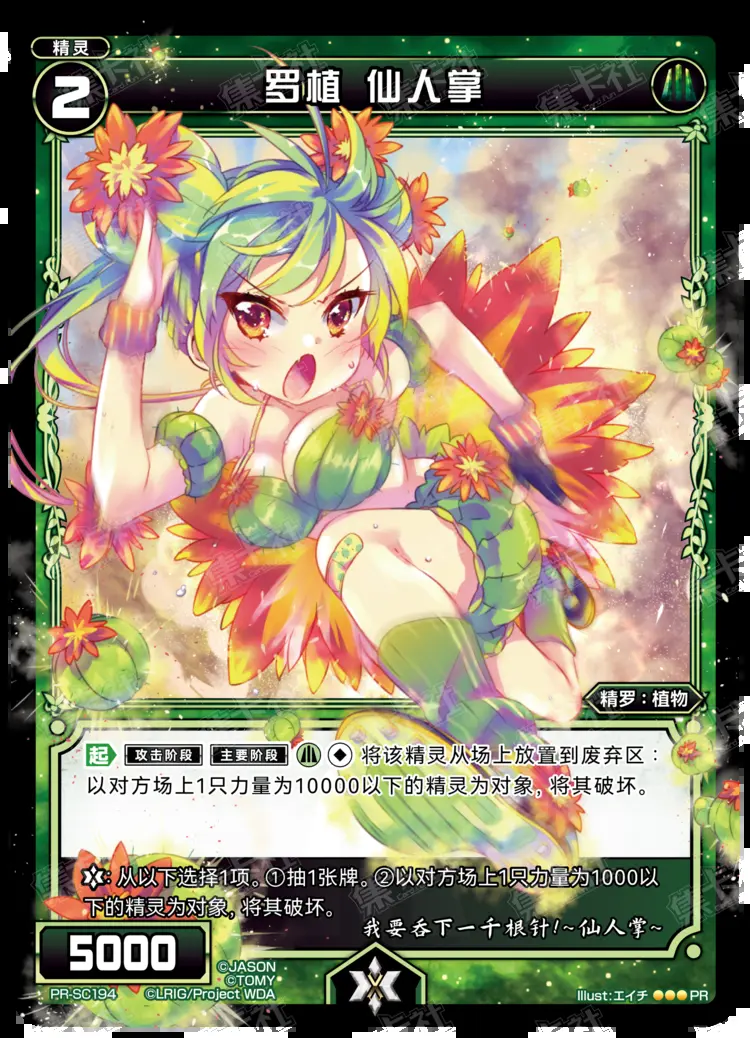 精灵
2
罗植 仙人掌
精罗：植物
起 攻击阶段 主要阶段 将该精灵从场上放置到废弃区：
以对方场上1只力量为10000以下的精灵为对象，将其破坏。
：从以下选择1项。①抽1张牌。②以对方场上1只力量为1000以
下的精灵为对象，将其破坏。
我要吞下一千根针！~仙人掌~
5000
©JASON
©TOMY
PR-SC194 ©LRIG/Project WDA
Illust:エイチ PR
集卡社